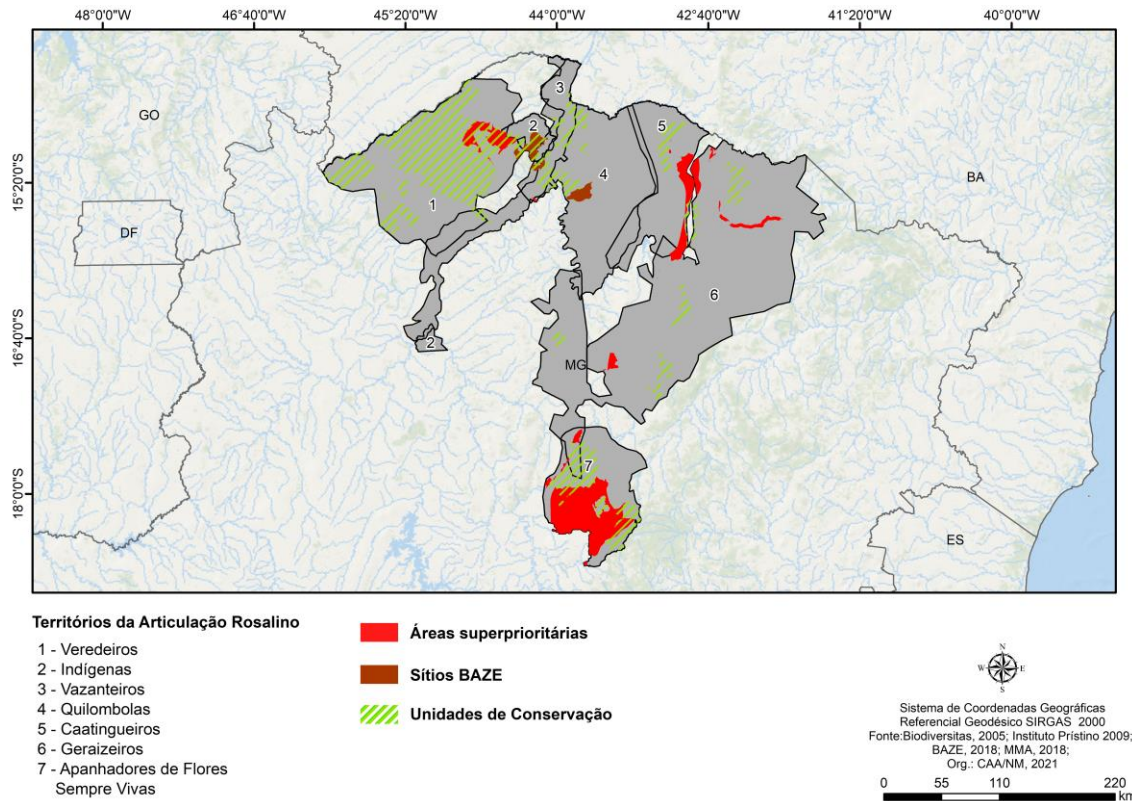 48°0'0"W
46°40'0"W
45°20'0"W
44°0'0"W
42°40'0"W
41°20'0"W
40°0'0"W
3
GO
2
5
BA
15°20'0"S
4
1
DF
6
16°40'0"S
2
MG
7
18°0'0"S
ES
Territórios da Articulação Rosalino
1 - Veredeiros
2 - Indígenas
3 - Vazanteiros
4 - Quilombolas
5 - Caatingueiros
6 - Geraizeiros
7 - Apanhadores de Flores
Sempre Vivas
Áreas superprioritárias
Sítios BAZE
Unidades de Conservação
N
W E
S
Sistema de Coordenadas Geográficas
Referencial Geodésico SIRGAS 2000
Fonte:Biodiversitas, 2005; Instituto Prístino 2009;
BAZE, 2018; MMA, 2018;
Org.: CAA/NM, 2021
0 55 110 220
km